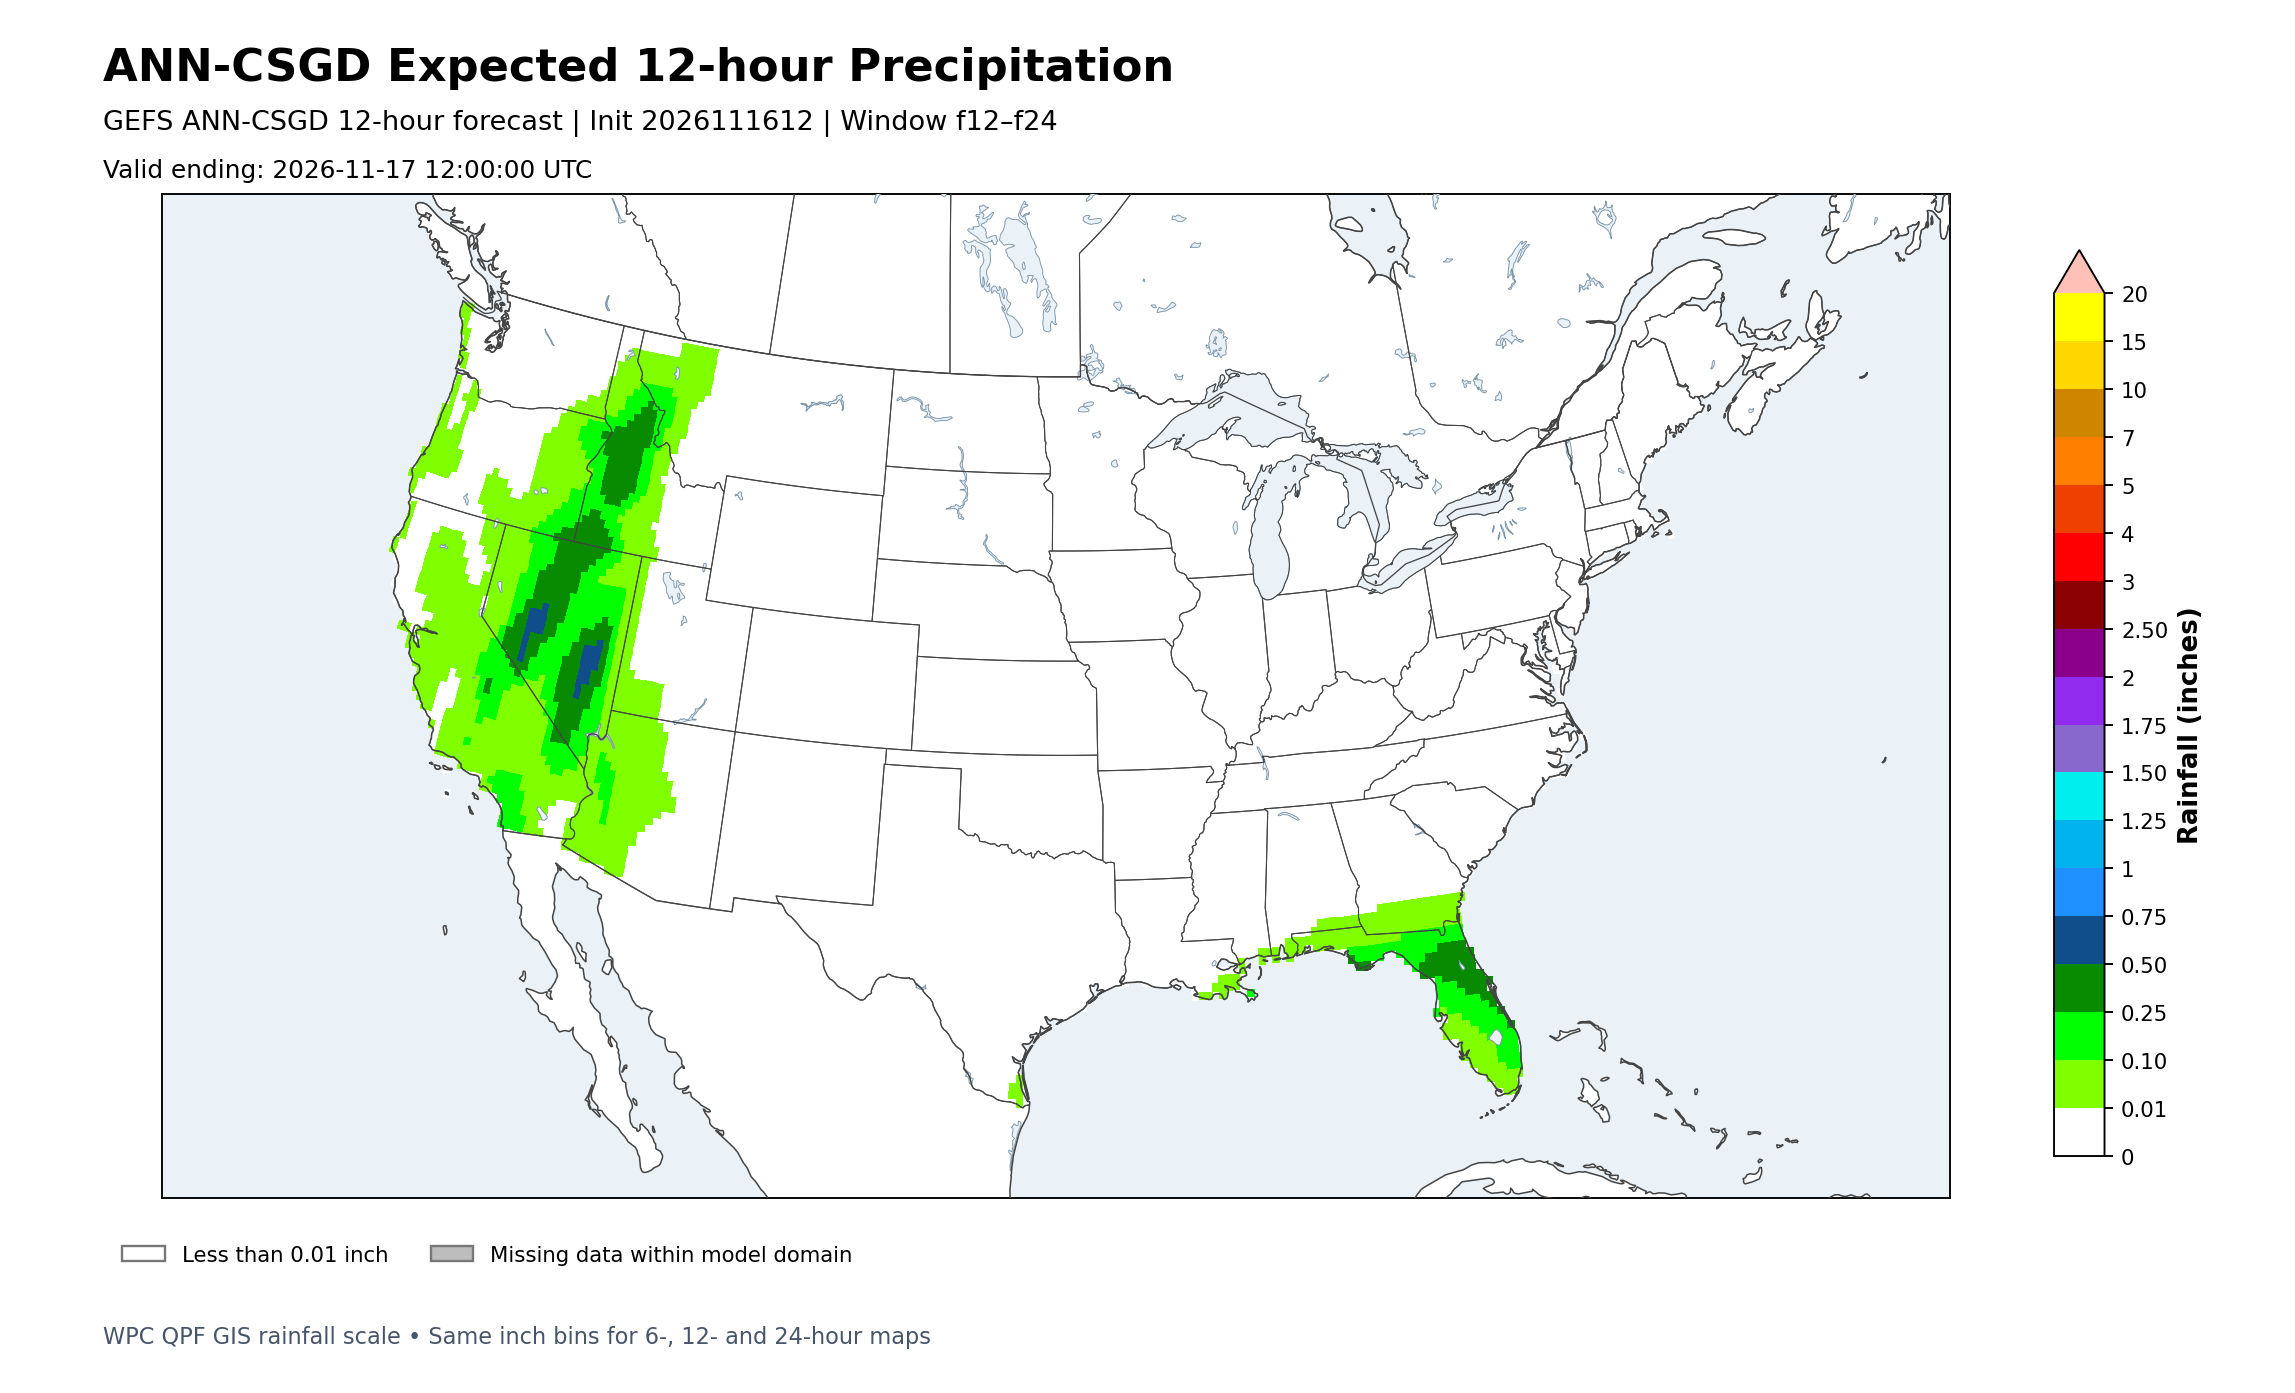 ANN-CSGD Expected 12-hour Precipitation
GEFS ANN-CSGD 12-hour forecast | Init 2026111612 | Window f12–f24
Valid ending: 2026-11-17 12:00:00 UTC
20
15
10
7
5
4
3
2.50
2
1.75
1.50
1.25
1
0.75
0.50
0.25
0.10
0.01
0
Rainfall (inches)
Less than 0.01 inch
Missing data within model domain
WPC QPF GIS rainfall scale • Same inch bins for 6-, 12- and 24-hour maps